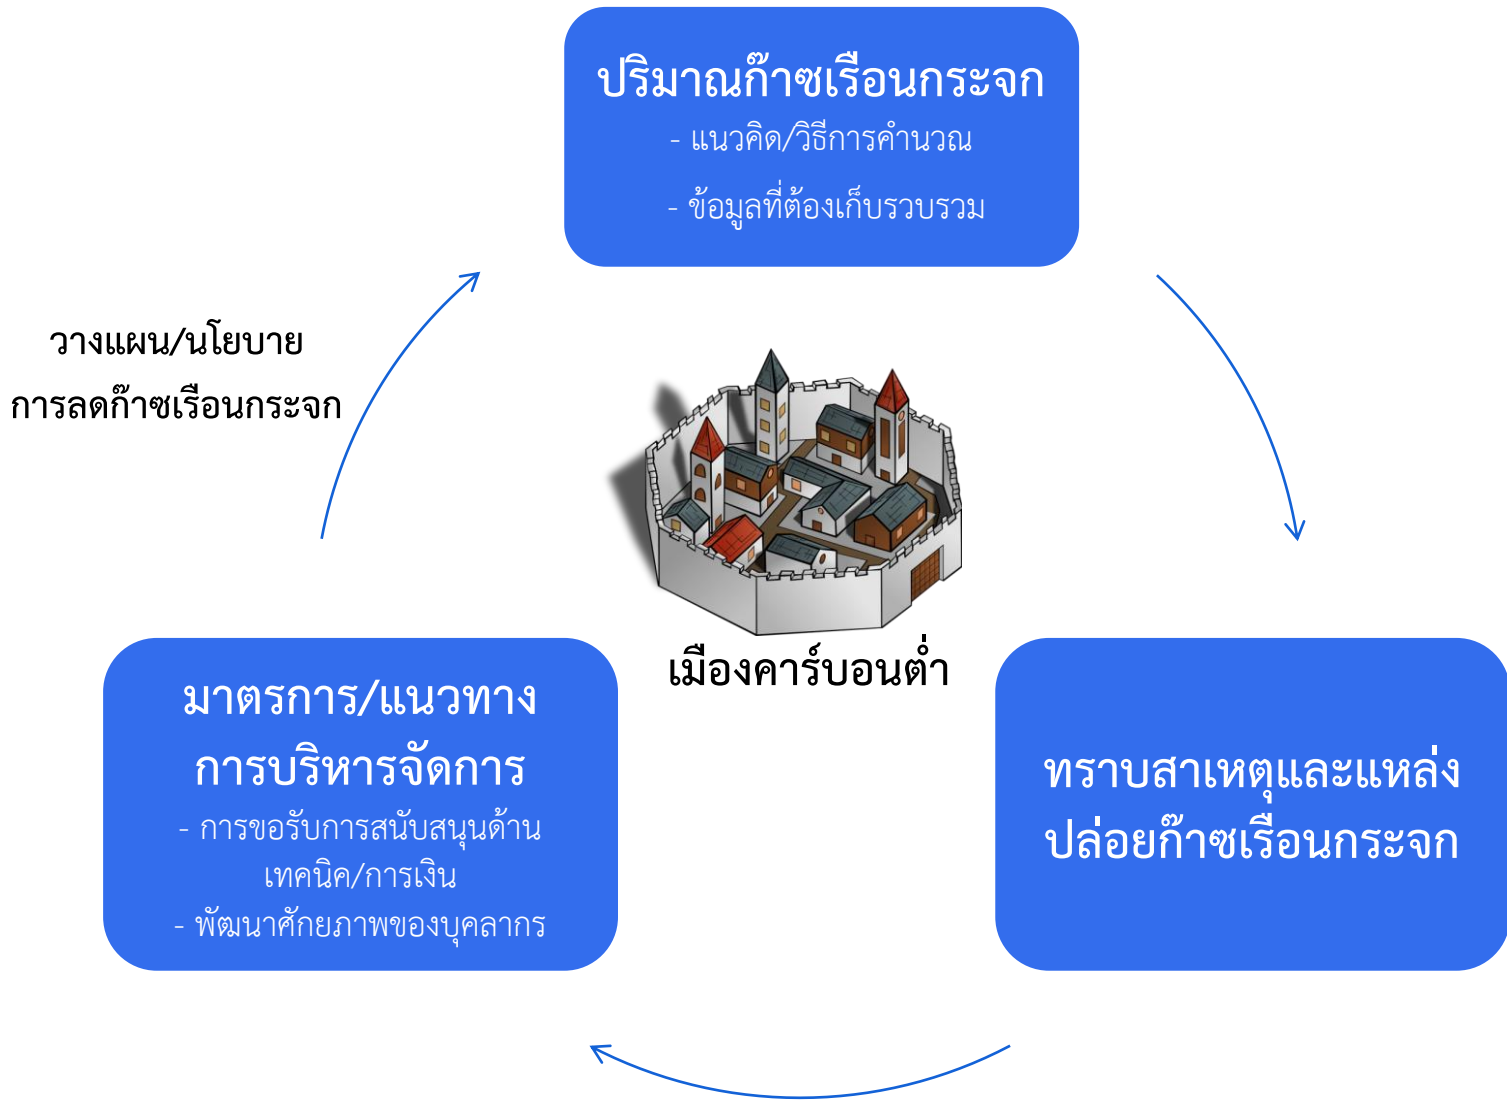 ปริมาณก๊าซเรือนกระจก
- แนวคิด/วิธีการคำนวณ
- ข้อมูลที่ต้องเก็บรวบรวม
วางแผน/นโยบาย
การลดก๊าซเรือนกระจก
เมืองคาร์บอนต่ำ
มาตรการ/แนวทาง
การบริหารจัดการ
- การขอรับการสนับสนุนด้าน
เทคนิค/การเงิน
- พัฒนาศักยภาพของบุคลากร
ทราบสาเหตุและแหล่ง
ปล่อยก๊าซเรือนกระจก